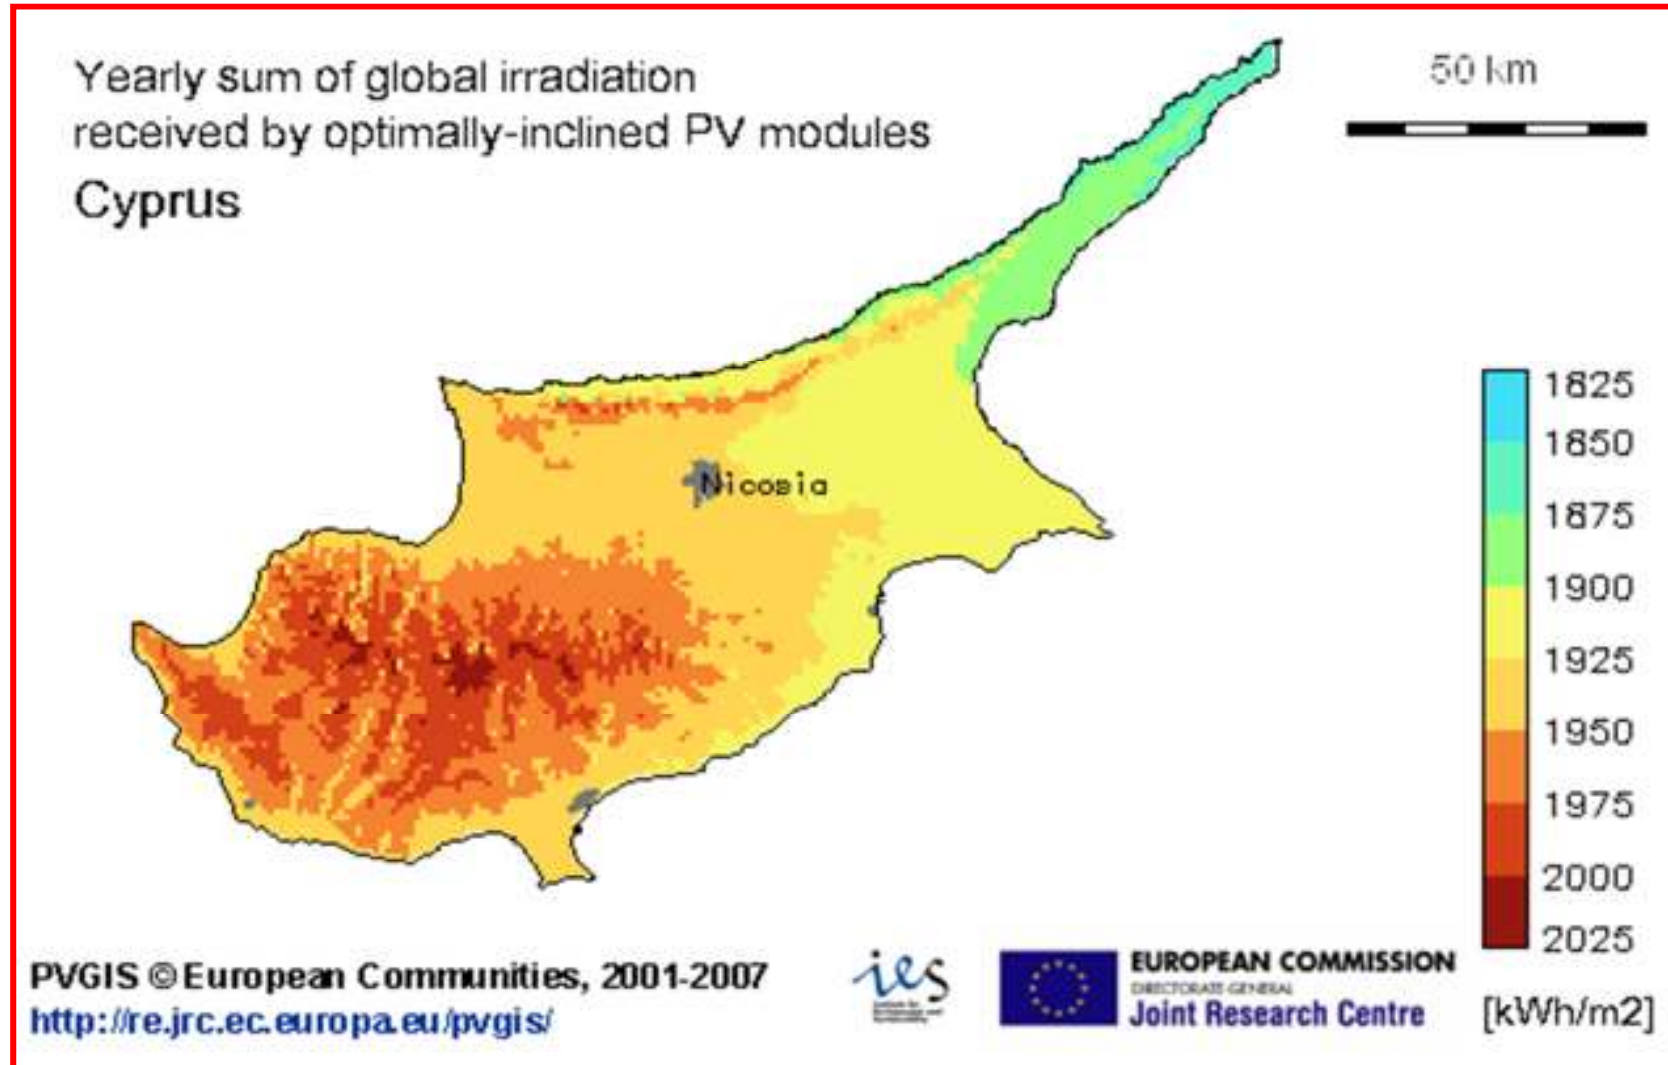 Yearly sum of global irradiation
received by optimally-inclined PV modules
Cyprus
50 km
Nicosia
1825
1850
1875
1900
1925
1950
1975
2000
2025
[kWh/m2]
PVGIS © European Communities, 2001-2007
http://re.jrc.ec.europa.eu/pvgis/
ies
EUROPEAN COMMISSION
DIRECTORATE-GENERAL
Joint Research Centre